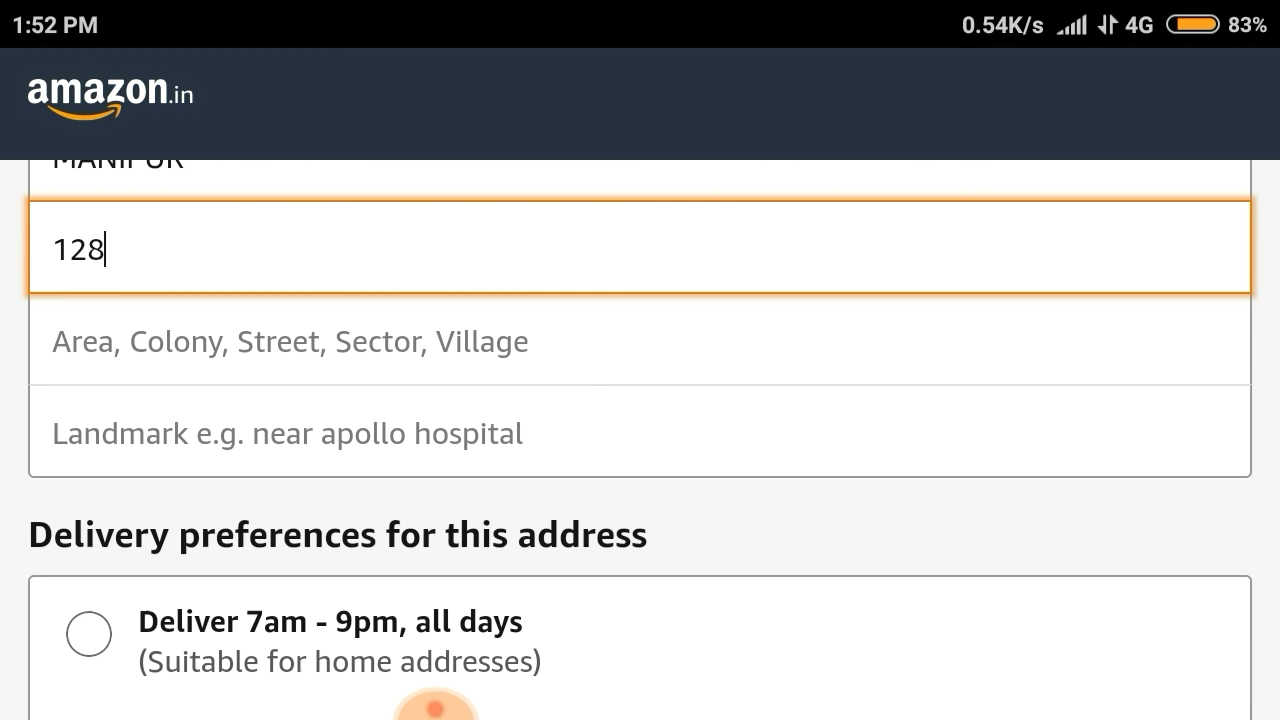 1:52 PM 0.54K/s 4G 83%
amazon.in
MANIPUR
128
Area, Colony, Street, Sector, Village
Landmark e.g. near apollo hospital
Delivery preferences for this address
Deliver 7am - 9pm, all days
(Suitable for home addresses)